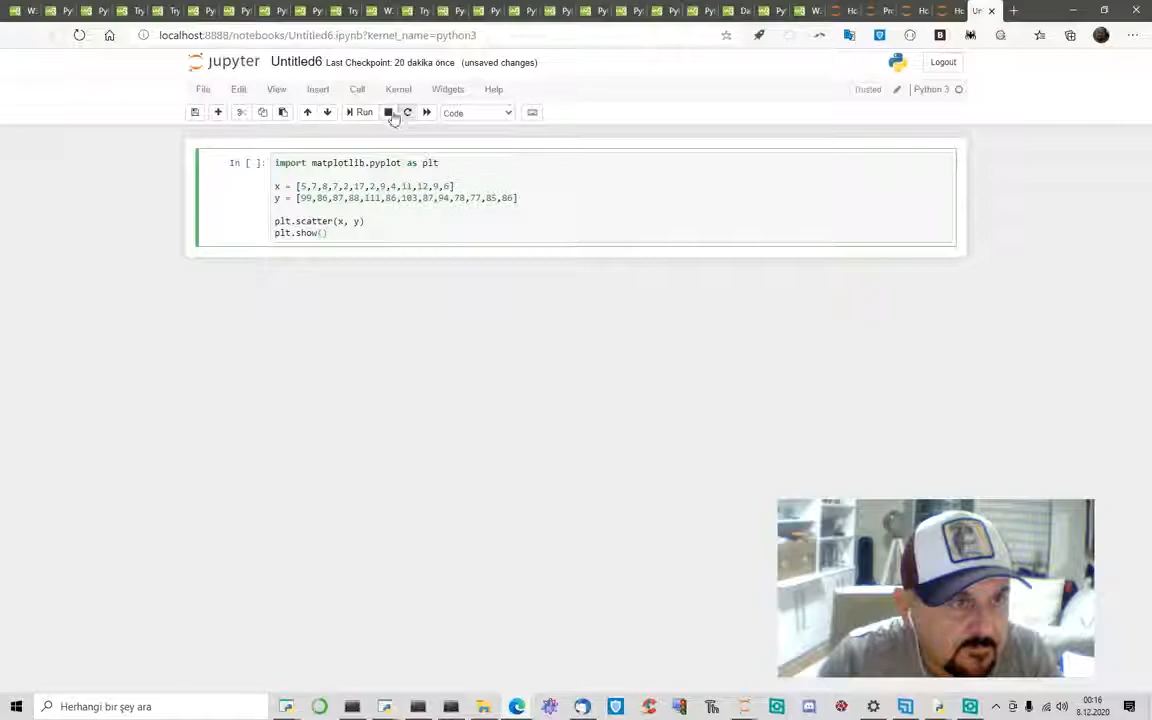 localhost:8888/notebooks/Untitled6.ipynb?kernel_name=python3
jupyter Untitled6 Last Checkpoint: 20 dakika önce (unsaved changes)
Logout
File Edit View Insert Cell Kernel Widgets Help
Trusted Python 3
Run Code
In [ ]: import matplotlib.pyplot as plt
x = [5,7,8,7,2,17,2,9,4,11,12,9,6]
y = [99,86,87,88,111,86,103,87,94,78,77,85,86]
plt.scatter(x, y)
plt.show()
Herhangi bir şey ara
00:16
8.12.2020